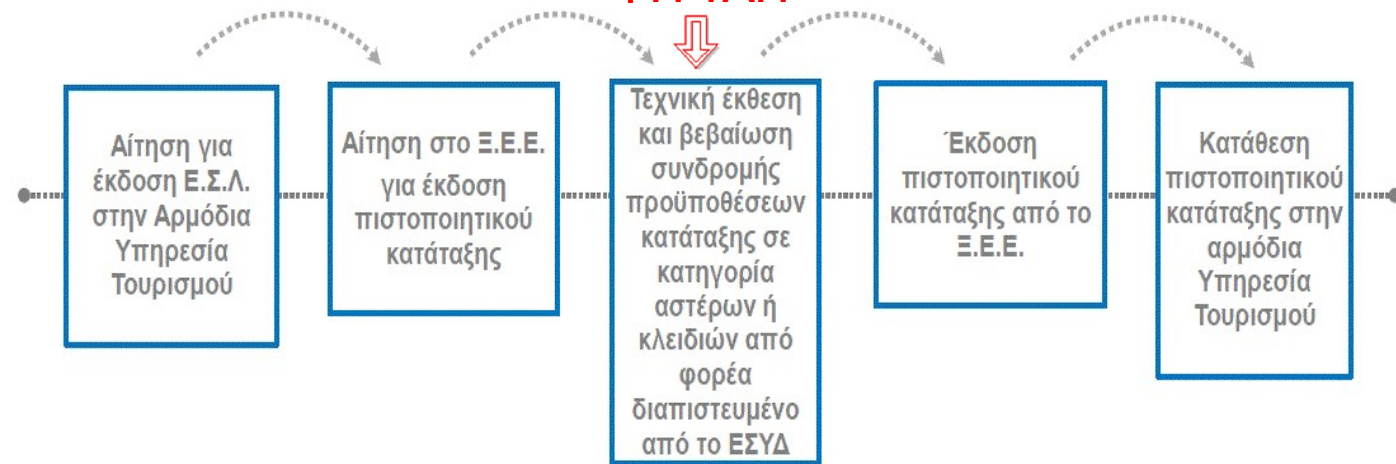 Αίτηση για
έκδοση Ε.Σ.Λ.
στην Αρμόδια
Υπηρεσία
Τουρισμού
Αίτηση στο Ξ.Ε.Ε.
για έκδοση
πιστοποιητικού
κατάταξης
Τεχνική έκθεση
και βεβαίωση
συνδρομής
προϋποθέσεων
κατάταξης σε
κατηγορία
αστέρων ή
κλειδιών από
φορέα
διαπιστευμένο
από το ΕΣΥΔ
Έκδοση
πιστοποιητικού
κατάταξης από το
Ξ.Ε.Ε.
Κατάθεση
πιστοποιητικού
κατάταξης στην
αρμόδια
Υπηρεσία
Τουρισμού